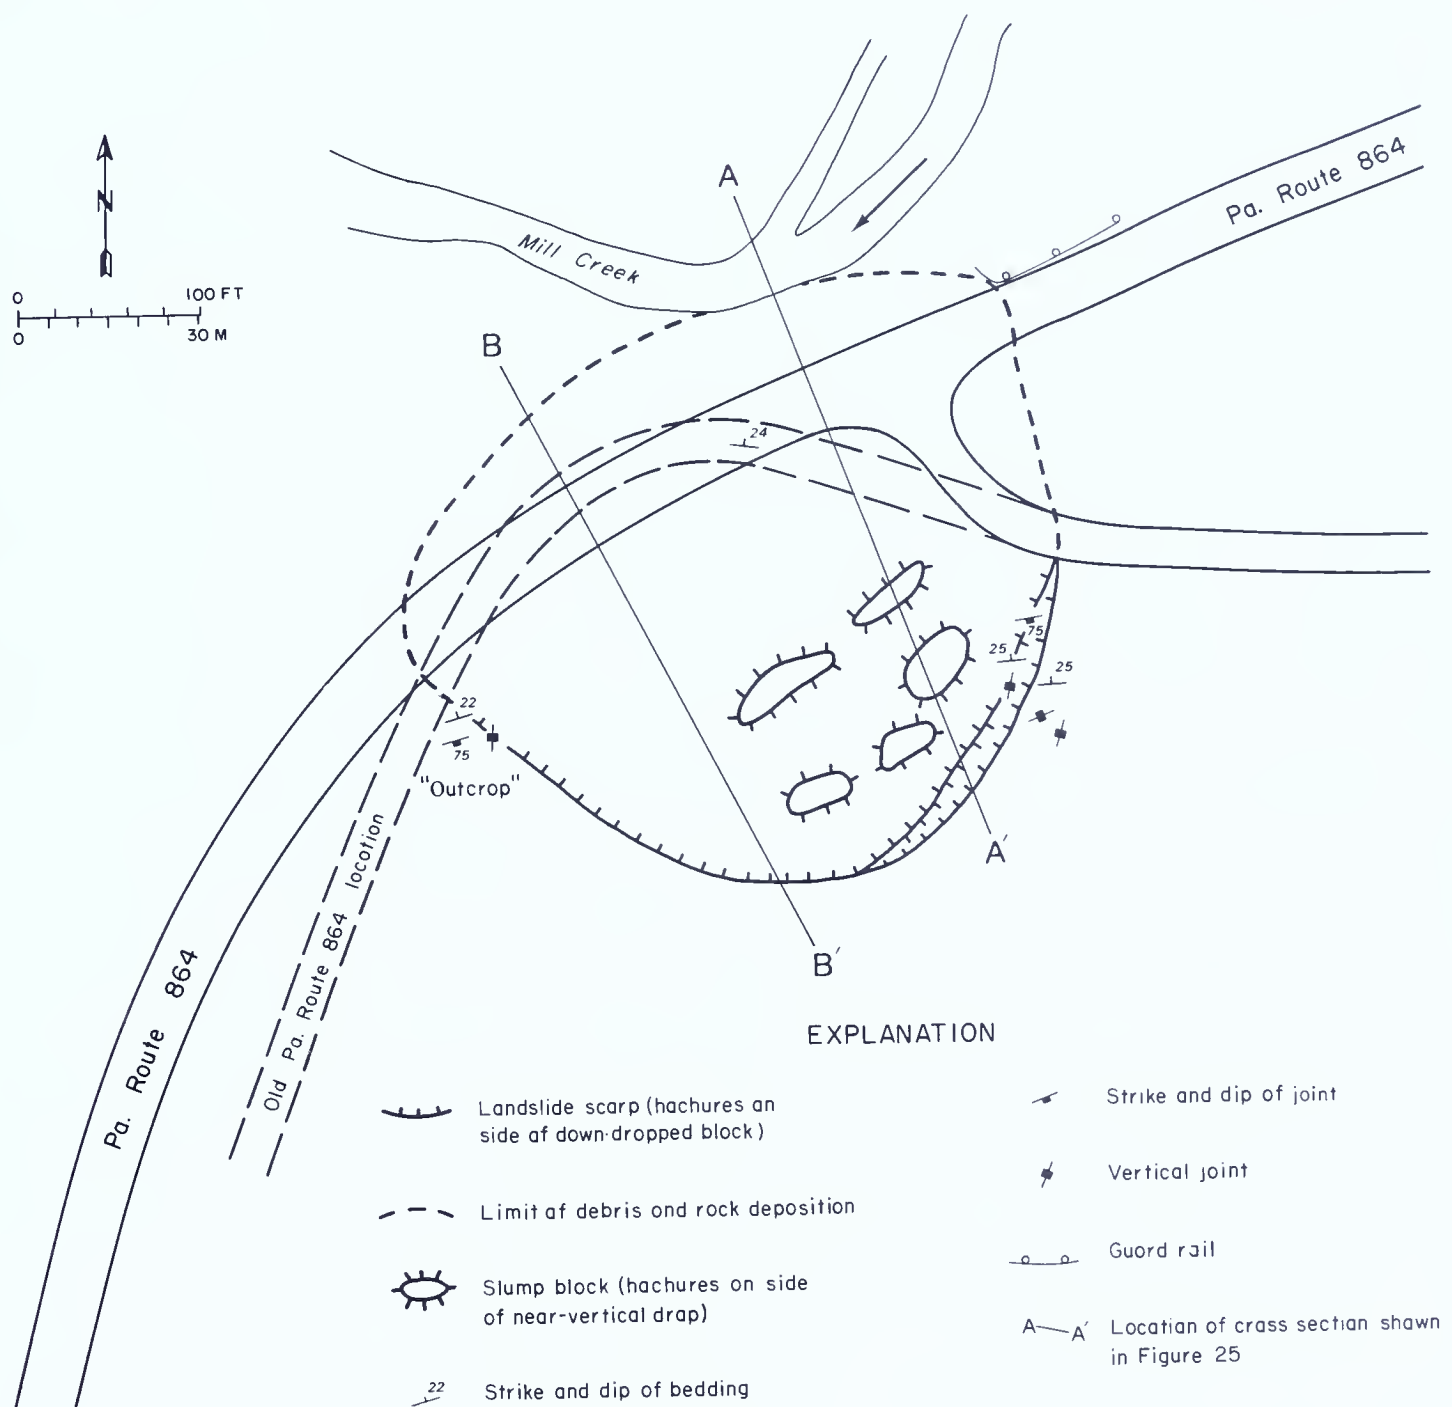 A
Pa. Route 864
N
Mill Creek
0 100 FT
0 30 M
B
24
75
25
25
22
75
"Outcrop"
A'
B'
Old Pa. Route 864 locotion
Pa. Route 864
EXPLANATION
Landslide scarp (hachures an
side af down-dropped block)
Limit af debris ond rock deposition
Slump block (hachures on side
of near-vertical drap)
22 Strike and dip of bedding
Strike and dip of joint
Vertical joint
Guord rail
A A' Locatian of crass sectian shawn
in Figure 25